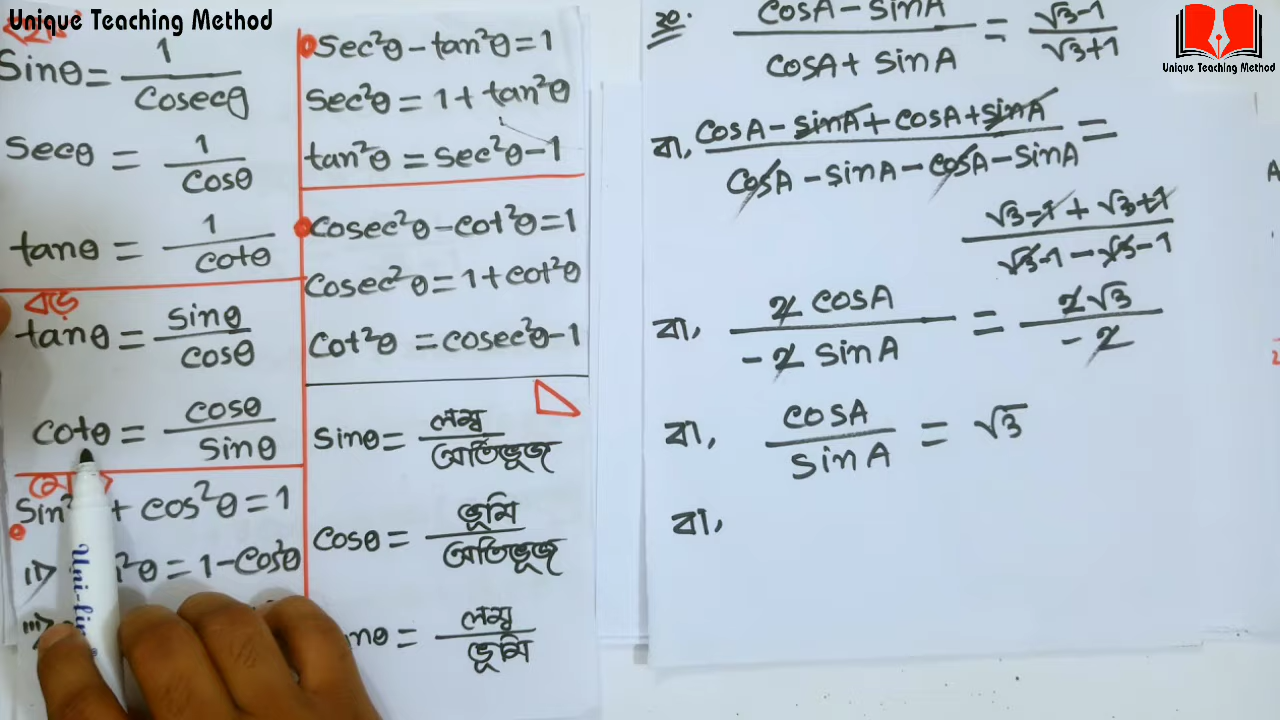 Unique Teaching Method
Sinθ = 1/Cosecθ
Secθ = 1/Cosθ
tanθ = 1/Cotθ
বড়
tanθ = Sinθ/Cosθ
Cotθ = Cosθ/Sinθ
Sin²θ + Cos²θ = 1
ii) θ = 1 - Cos²θ
Sec²θ - tan²θ = 1
Sec²θ = 1 + tan²θ
tan²θ = Sec²θ - 1
Cosec²θ - Cot²θ = 1
Cosec²θ = 1 + Cot²θ
Cot²θ = Cosec²θ - 1
Sinθ = লম্ব/অতিভূজ
Cosθ = ভূমি/অতিভূজ
anθ = লম্ব/ভূমি
20. CosA - SinA/CosA + SinA = √3-1/√3+1
বা, CosA - SinA + CosA + SinA/CosA - SinA - CosA - SinA =
√3-1 + √3+1/√3-1 - √3-1
বা, 2 CosA/-2 SinA = 2√3/-2
বা, CosA/SinA = √3
বা,
Unique Teaching Method